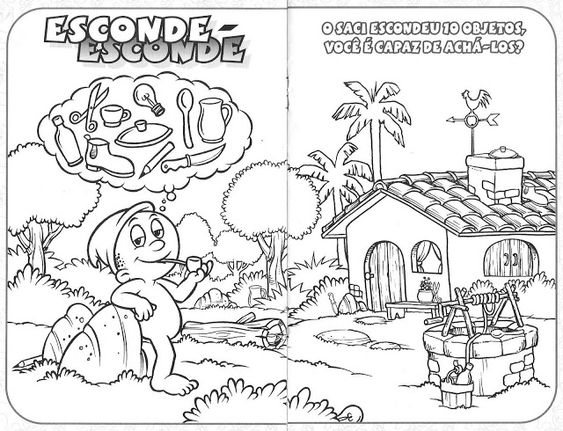 ESCONDE-
ESCONDE
O SACI ESCONDEU 10 OBJETOS,
VOCÊ É CAPAZ DE ACHÁ-LOS?